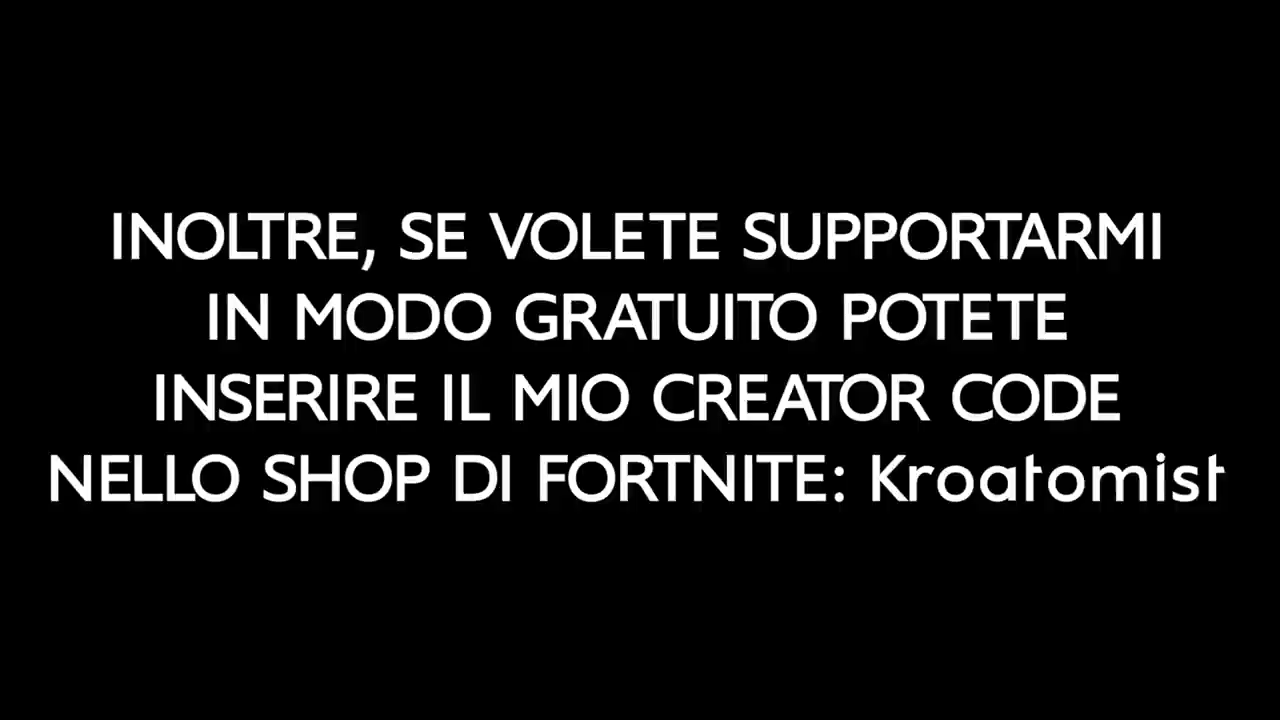 INOLTRE, SE VOLETE SUPPORTARMI
IN MODO GRATUITO POTETE
INSERIRE IL MIO CREATOR CODE
NELLO SHOP DI FORTNITE: Kroatomist